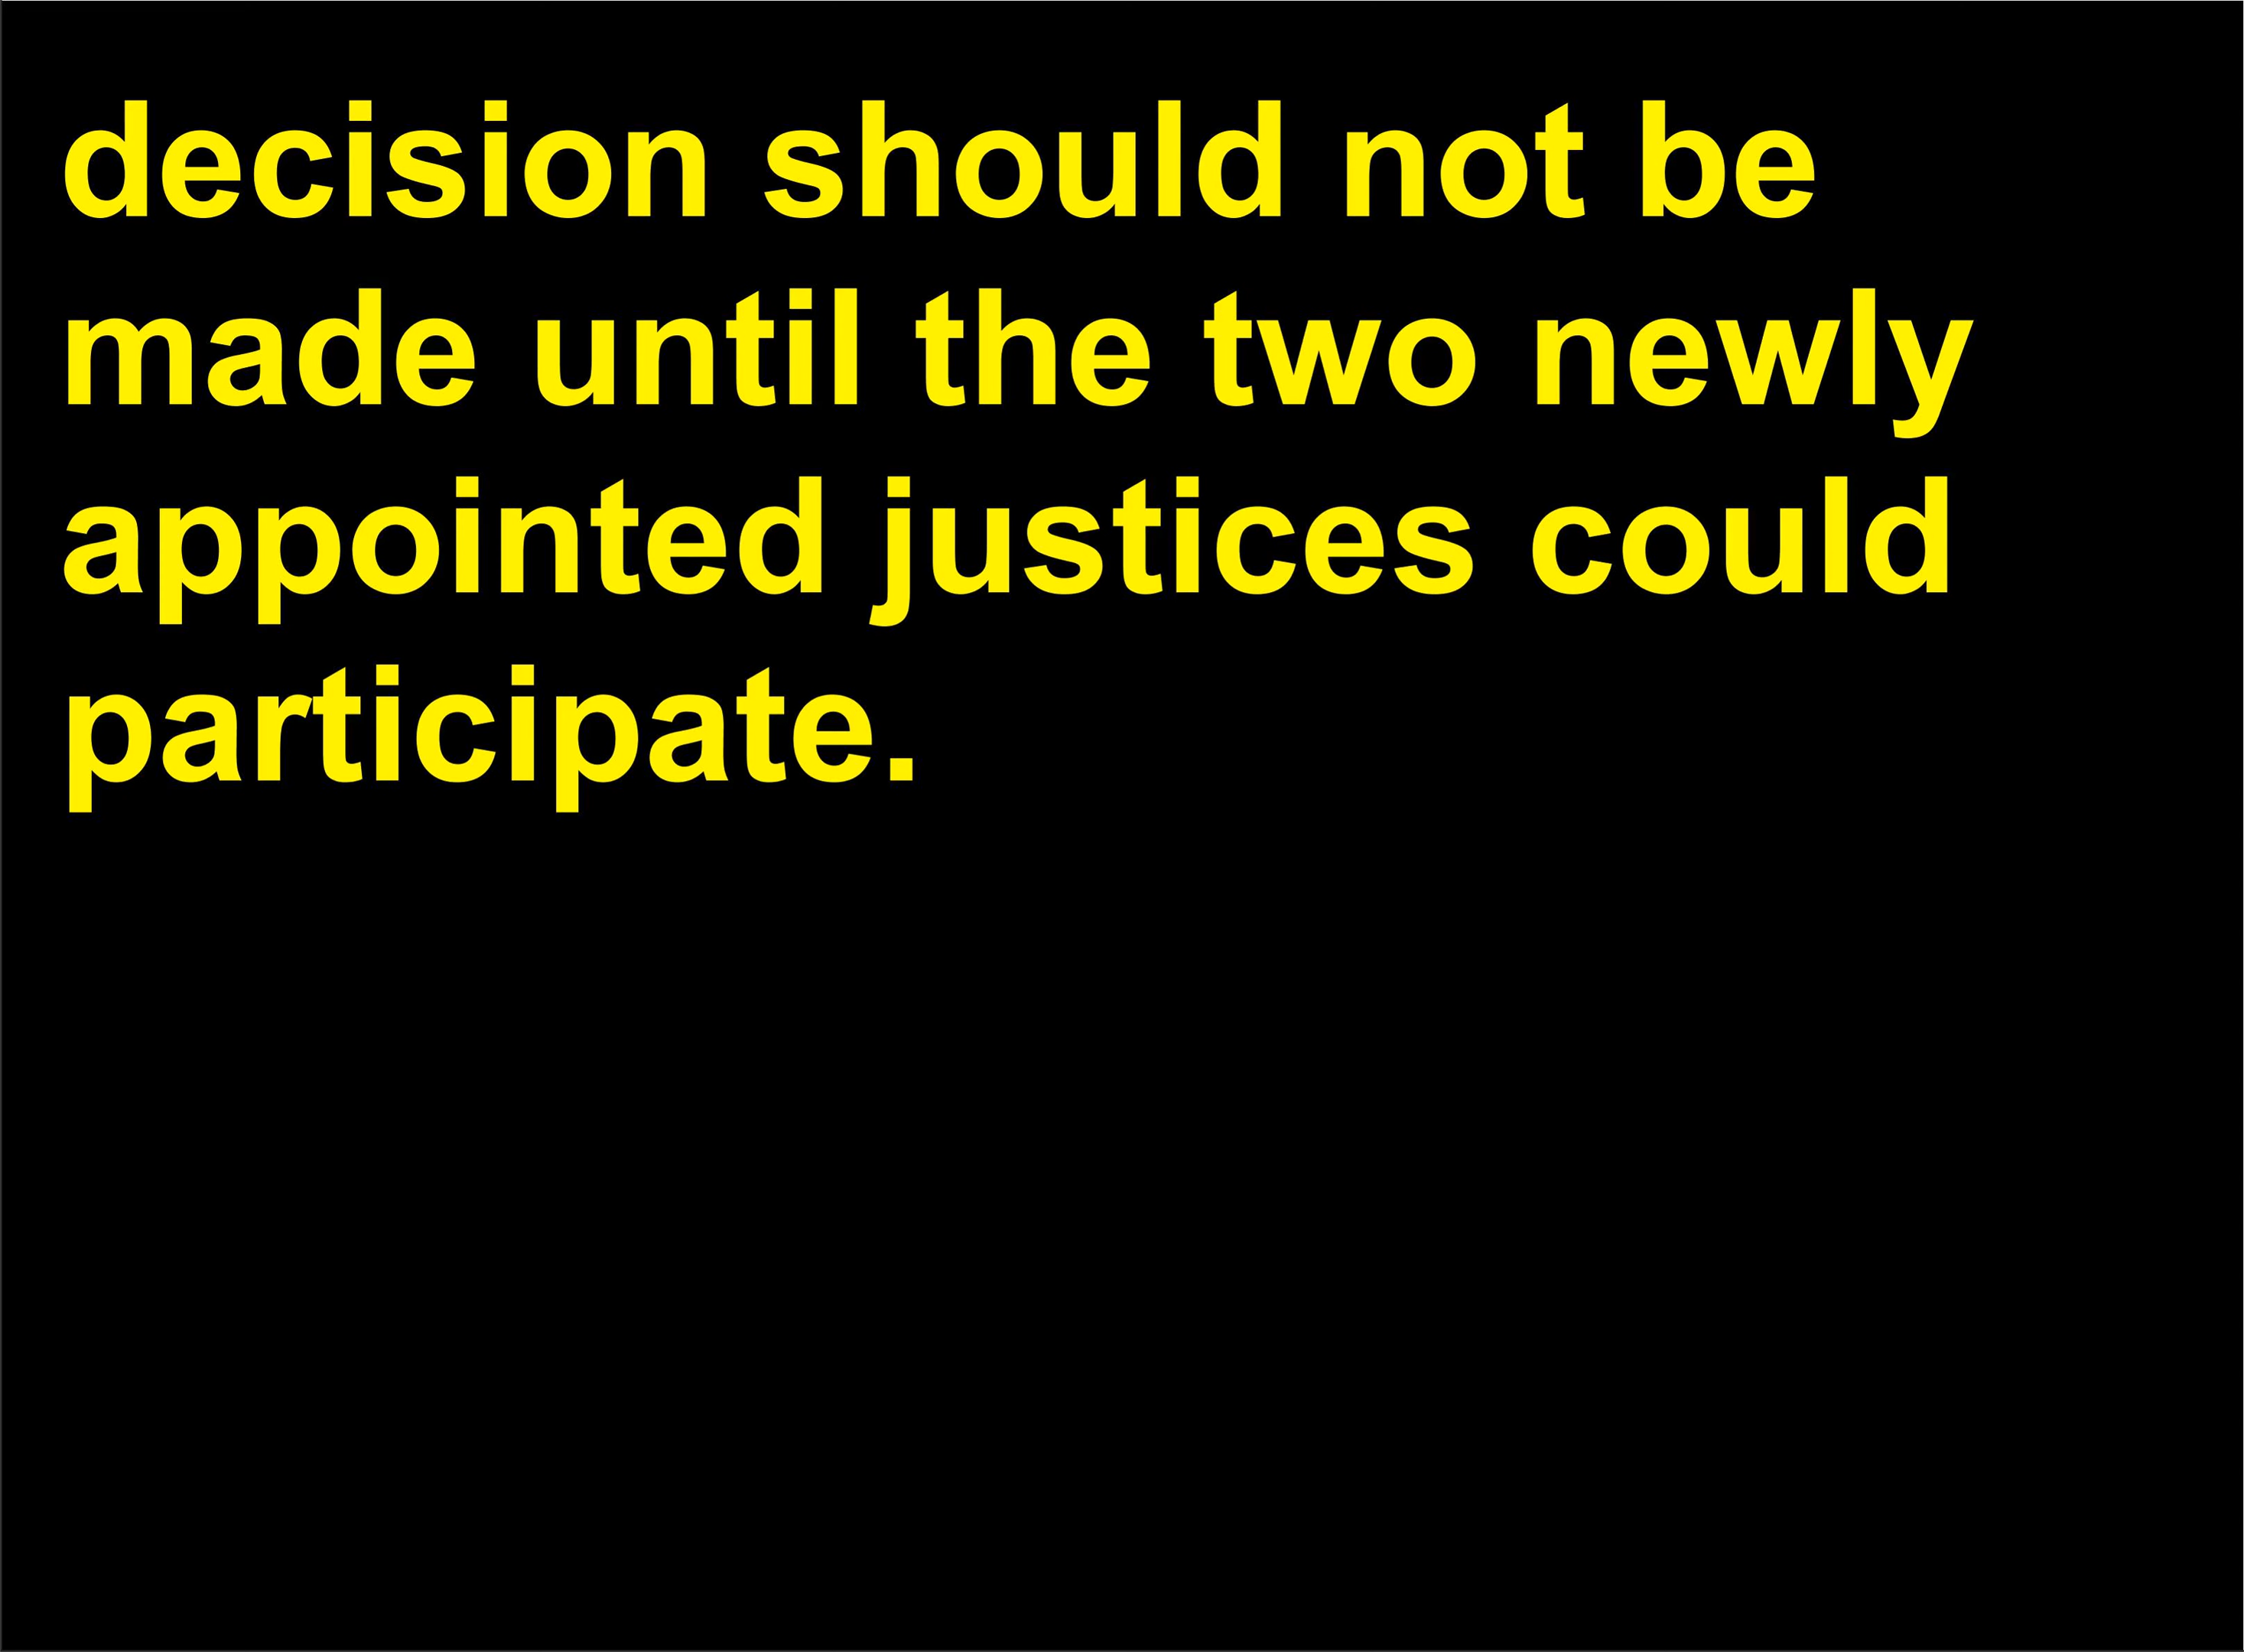 decision should not be
made until the two newly
appointed justices could
participate.